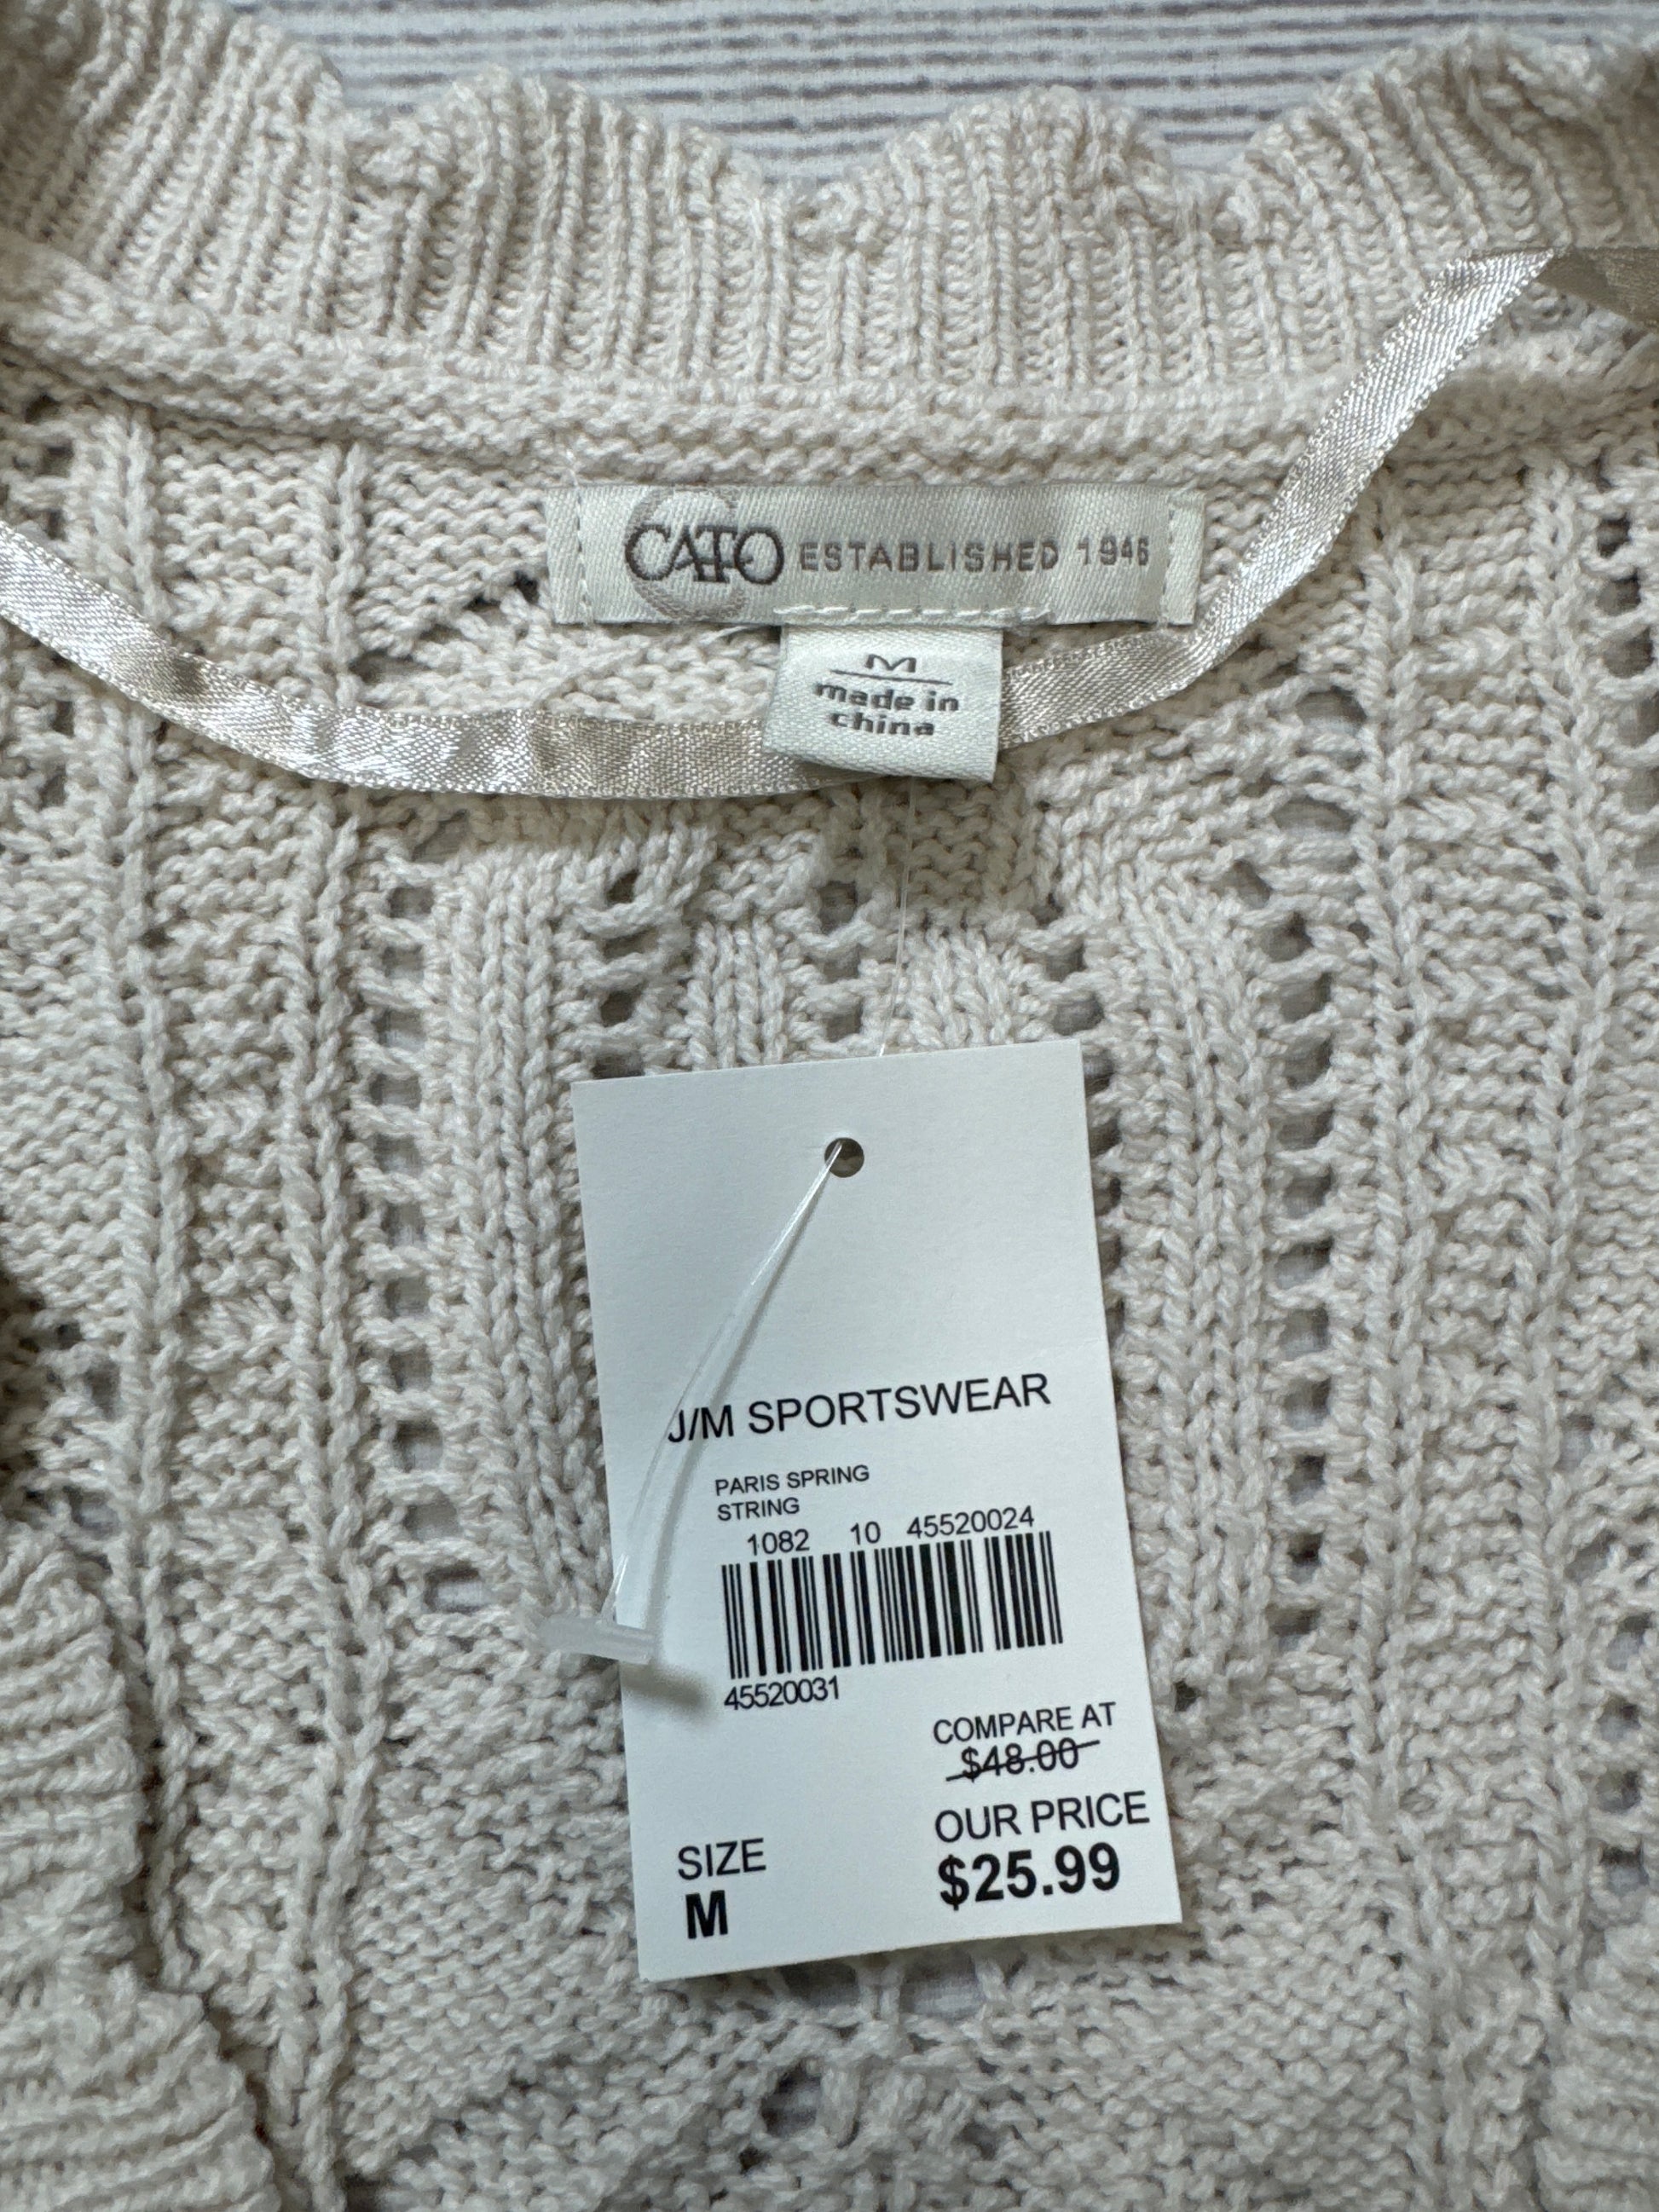 CATO ESTABLISHED 1946
M
made in
china
J/M SPORTSWEAR
PARIS SPRING
STRING
1082 10 45520024
45520031
COMPARE AT
$48.00
OUR PRICE
$25.99
SIZE
M